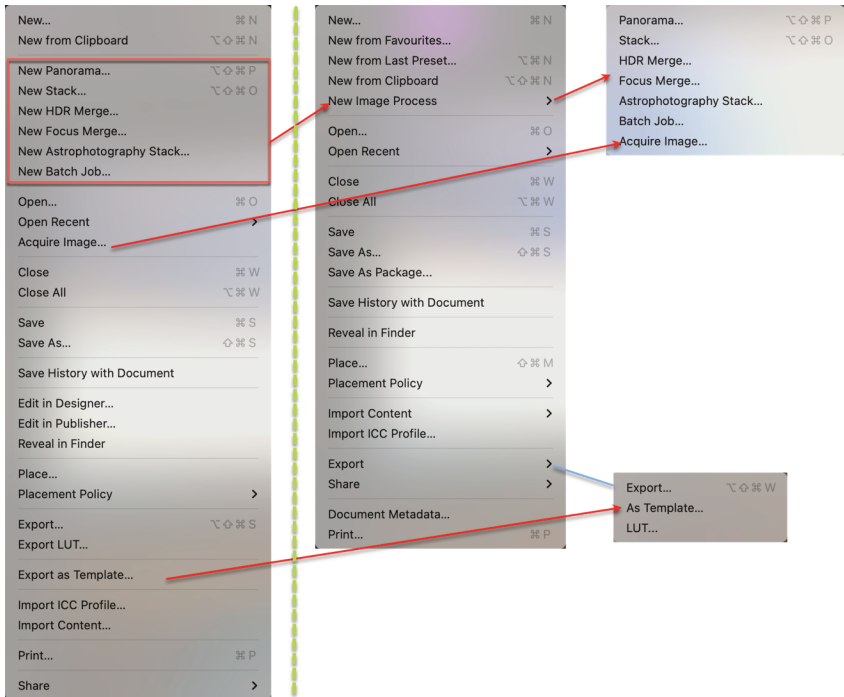 New... ⌘ N
New from Clipboard ⌥ ⇧ ⌘ N
New Panorama... ⌥ ⇧ ⌘ P
New Stack... ⌥ ⇧ ⌘ O
New HDR Merge...
New Focus Merge...
New Astrophotography Stack...
New Batch Job...
Open... ⌘ O
Open Recent
Acquire Image...
Close ⌘ W
Close All ⌥ ⌘ W
Save ⌘ S
Save As... ⇧ ⌘ S
Save History with Document
Edit in Designer...
Edit in Publisher...
Reveal in Finder
Place...
Placement Policy
Export... ⌥ ⇧ ⌘ S
Export LUT...
Export as Template...
Import ICC Profile...
Import Content...
Print... ⌘ P
Share
New... ⌘ N
New from Favourites...
New from Last Preset... ⌥ ⌘ N
New from Clipboard ⌥ ⇧ ⌘ N
New Image Process
Open... ⌘ O
Open Recent
Close ⌘ W
Close All ⌥ ⌘ W
Save ⌘ S
Save As... ⇧ ⌘ S
Save As Package...
Save History with Document
Reveal in Finder
Place... ⇧ ⌘ M
Placement Policy
Import Content
Import ICC Profile...
Export
Share
Document Metadata...
Print... ⌘ P
Panorama... ⌥ ⇧ ⌘ P
Stack... ⌥ ⇧ ⌘ O
HDR Merge...
Focus Merge...
Astrophotography Stack...
Batch Job...
Acquire Image...
Export... ⌥ ⇧ ⌘ W
As Template...
LUT...